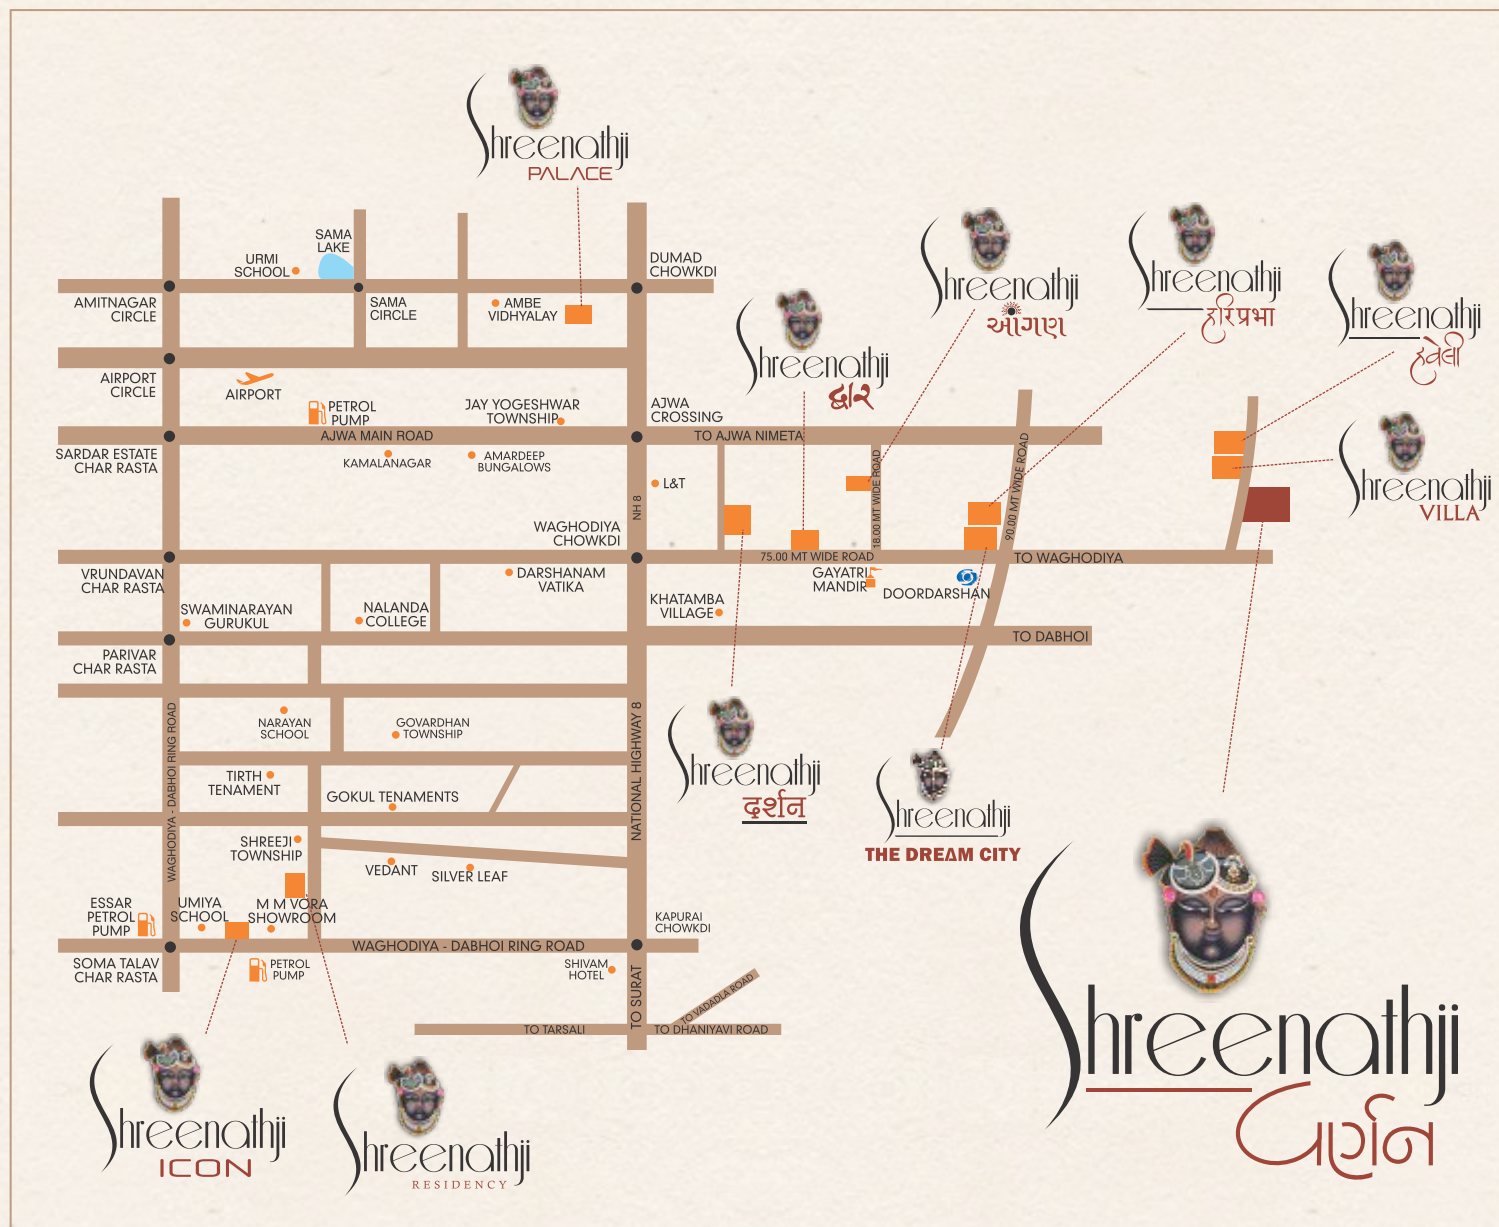 Shreenathji
PALACE
Shreenathji
આંગણ
Shreenathji
हरिप्रभा
Shreenathji
हवेली
Shreenathji
द्वार
Shreenathji
VILLA
SAMA
LAKE
URMI
SCHOOL
DUMAD
CHOWKDI
AMITNAGAR
CIRCLE
SAMA
CIRCLE
AMBE
VIDHYALAY
AIRPORT
CIRCLE
AIRPORT
PETROL
PUMP
JAY YOGESHWAR
TOWNSHIP
AJWA
CROSSING
AJWA MAIN ROAD
TO AJWA NIMETA
SARDAR ESTATE
CHAR RASTA
KAMALANAGAR
AMARDEEP
BUNGALOWS
L&T
NH 8
18.00 MT WIDE ROAD
90.00 MT WIDE ROAD
WAGHODIYA
CHOWKDI
75.00 MT WIDE ROAD
TO WAGHODIYA
VRUNDAVAN
CHAR RASTA
DARSHANAM
VATIKA
GAYATRI
MANDIR
DOORDARSHAN
SWAMINARAYAN
GURUKUL
NALANDA
COLLEGE
KHATAMBA
VILLAGE
TO DABHOI
PARIVAR
CHAR RASTA
WAGHODIYA - DABHOI RING ROAD
NATIONAL HIGHWAY 8
NARAYAN
SCHOOL
GOVARDHAN
TOWNSHIP
TIRTH
TENAMENT
GOKUL TENAMENTS
Shreenathji
दर्शन
Shreenathji
THE DREAM CITY
SHREEJI
TOWNSHIP
VEDANT
SILVER LEAF
ESSAR
PETROL
PUMP
UMIYA
SCHOOL
M M VORA
SHOWROOM
KAPURAI
CHOWKDI
WAGHODIYA - DABHOI RING ROAD
SOMA TALAV
CHAR RASTA
PETROL
PUMP
SHIVAM
HOTEL
TO SURAT
TO VADADLA ROAD
TO TARSALI
TO DHANIYAVI ROAD
Shreenathji
ICON
Shreenathji
RESIDENCY
Shreenathji